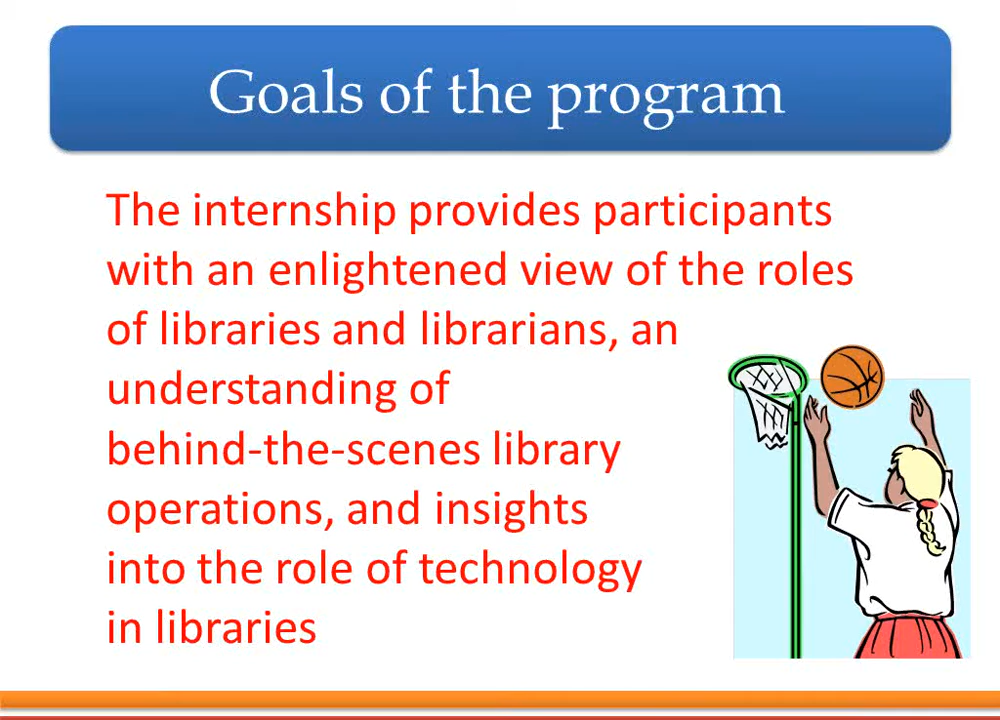 Goals of the program
The internship provides participants
with an enlightened view of the roles
of libraries and librarians, an
understanding of
behind-the-scenes library
operations, and insights
into the role of technology
in libraries